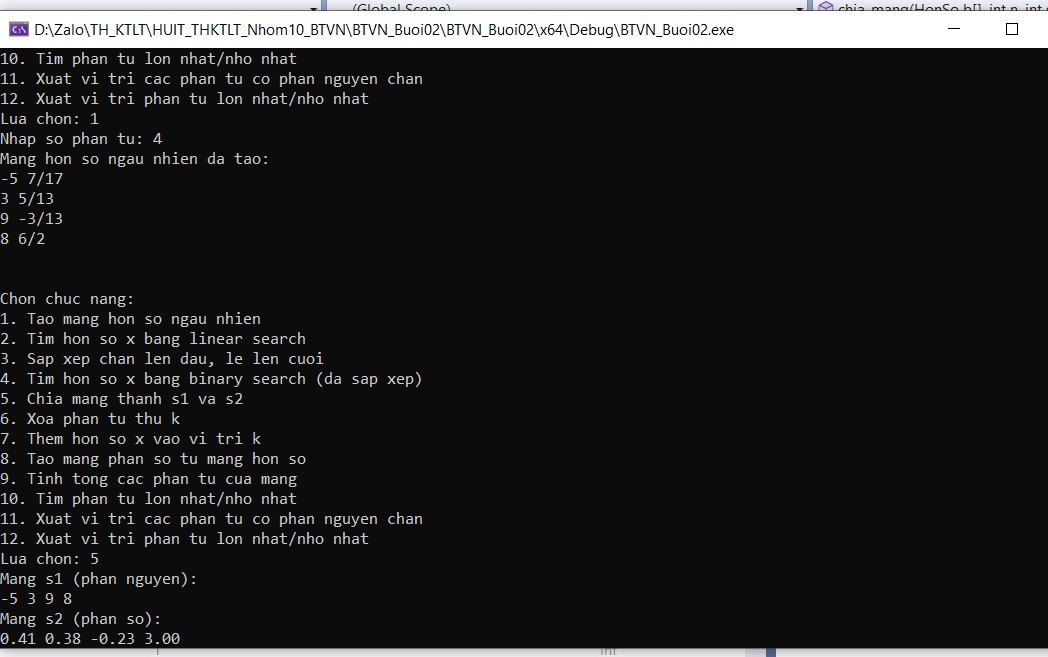 (Global Scope)
chia_mang(HonSo b[], int n, int
D:\Zalo\TH_KTLT\HUIT_THKTLT_Nhom10_BTVN\BTVN_Buoi02\BTVN_Buoi02\x64\Debug\BTVN_Buoi02.exe
10. Tim phan tu lon nhat/nho nhat
11. Xuat vi tri cac phan tu co phan nguyen chan
12. Xuat vi tri phan tu lon nhat/nho nhat
Lua chon: 1
Nhap so phan tu: 4
Mang hon so ngau nhien da tao:
-5 7/17
3 5/13
9 -3/13
8 6/2
Chon chuc nang:
1. Tao mang hon so ngau nhien
2. Tim hon so x bang linear search
3. Sap xep chan len dau, le len cuoi
4. Tim hon so x bang binary search (da sap xep)
5. Chia mang thanh s1 va s2
6. Xoa phan tu thu k
7. Them hon so x vao vi tri k
8. Tao mang phan so tu mang hon so
9. Tinh tong cac phan tu cua mang
10. Tim phan tu lon nhat/nho nhat
11. Xuat vi tri cac phan tu co phan nguyen chan
12. Xuat vi tri phan tu lon nhat/nho nhat
Lua chon: 5
Mang s1 (phan nguyen):
-5 3 9 8
Mang s2 (phan so):
0.41 0.38 -0.23 3.00